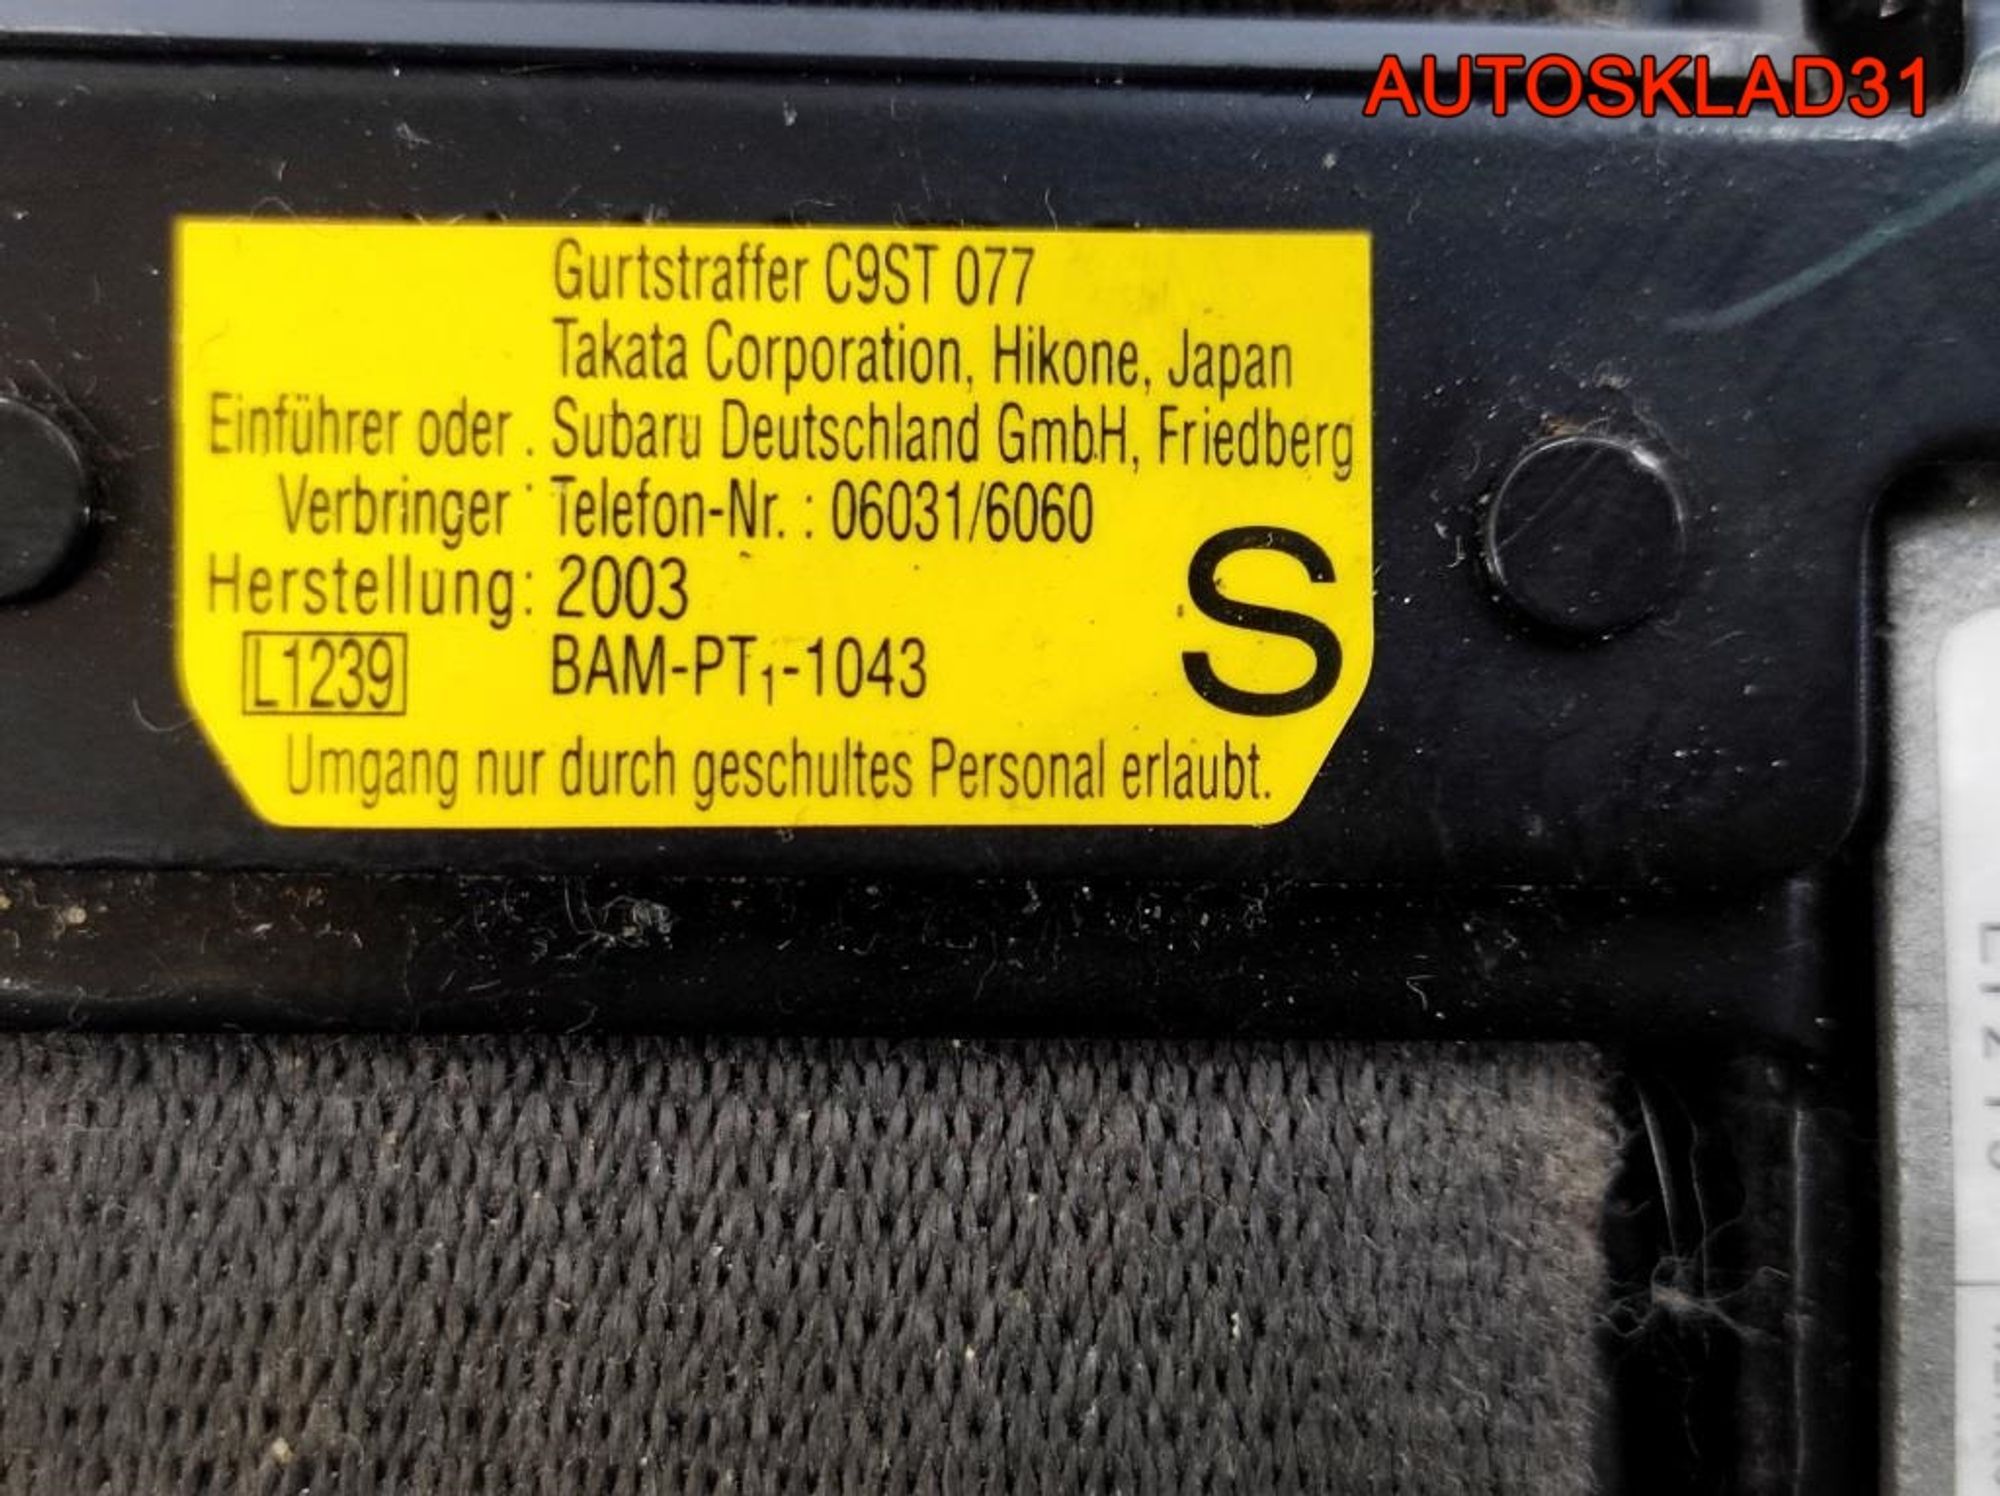 AUTOSKLAD31
Gurtstraffer C9ST 077
Takata Corporation, Hikone, Japan
Einführer oder : Subaru Deutschland GmbH, Friedberg
Verbringer Telefon-Nr. : 06031/6060
Herstellung: 2003
L1239 BAM-PT₁-1043
S
Umgang nur durch geschultes Personal erlaubt.